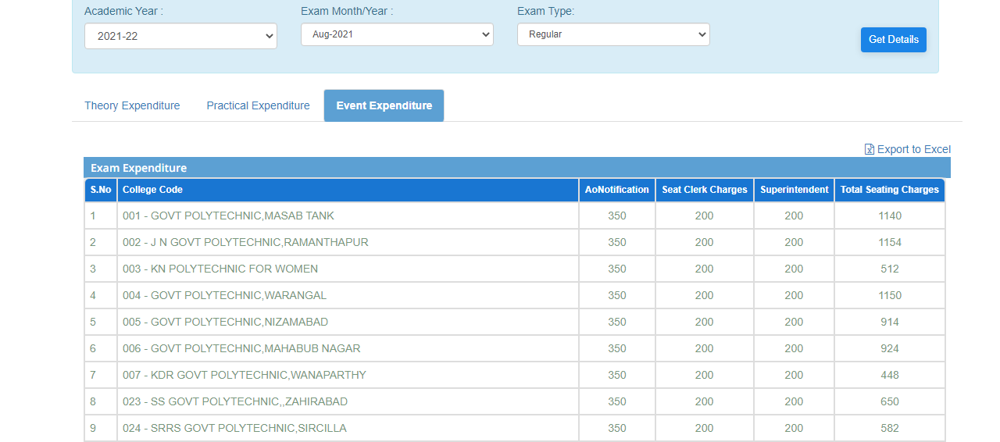 Academic Year : Exam Month/Year : Exam Type:
2021-22 Aug-2021 Regular
Get Details
Theory Expenditure Practical Expenditure Event Expenditure
Export to Excel
Exam Expenditure
S.No College Code AoNotification Seat Clerk Charges Superintendent Total Seating Charges
1 001 - GOVT POLYTECHNIC,MASAB TANK 350 200 200 1140
2 002 - J N GOVT POLYTECHNIC,RAMANTHAPUR 350 200 200 1154
3 003 - KN POLYTECHNIC FOR WOMEN 350 200 200 512
4 004 - GOVT POLYTECHNIC,WARANGAL 350 200 200 1150
5 005 - GOVT POLYTECHNIC,NIZAMABAD 350 200 200 914
6 006 - GOVT POLYTECHNIC,MAHABUB NAGAR 350 200 200 924
7 007 - KDR GOVT POLYTECHNIC,WANAPARTHY 350 200 200 448
8 023 - SS GOVT POLYTECHNIC,,ZAHIRABAD 350 200 200 650
9 024 - SRRS GOVT POLYTECHNIC,SIRCILLA 350 200 200 582